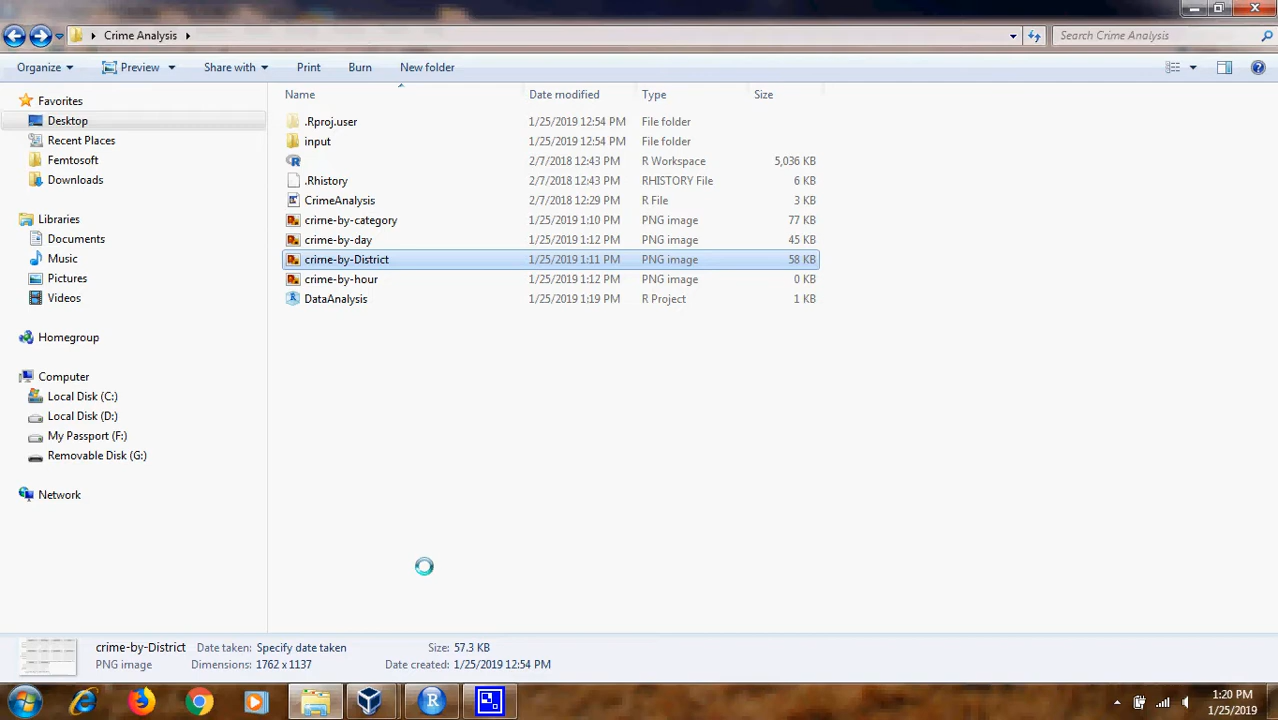 Crime Analysis
Search Crime Analysis
Organize Preview Share with Print Burn New folder
Name Date modified Type Size
Favorites
Desktop
Recent Places
Femtosoft
Downloads
Libraries
Documents
Music
Pictures
Videos
Homegroup
Computer
Local Disk (C:)
Local Disk (D:)
My Passport (F:)
Removable Disk (G:)
Network
.Rproj.user 1/25/2019 12:54 PM File folder
input 1/25/2019 12:54 PM File folder
2/7/2018 12:43 PM R Workspace 5,036 KB
.Rhistory 2/7/2018 12:43 PM RHISTORY File 6 KB
CrimeAnalysis 2/7/2018 12:29 PM R File 3 KB
crime-by-category 1/25/2019 1:10 PM PNG image 77 KB
crime-by-day 1/25/2019 1:12 PM PNG image 45 KB
crime-by-District 1/25/2019 1:11 PM PNG image 58 KB
crime-by-hour 1/25/2019 1:12 PM PNG image 0 KB
DataAnalysis 1/25/2019 1:19 PM R Project 1 KB
crime-by-District Date taken: Specify date taken Size: 57.3 KB
PNG image Dimensions: 1762 x 1137 Date created: 1/25/2019 12:54 PM
1:20 PM
1/25/2019